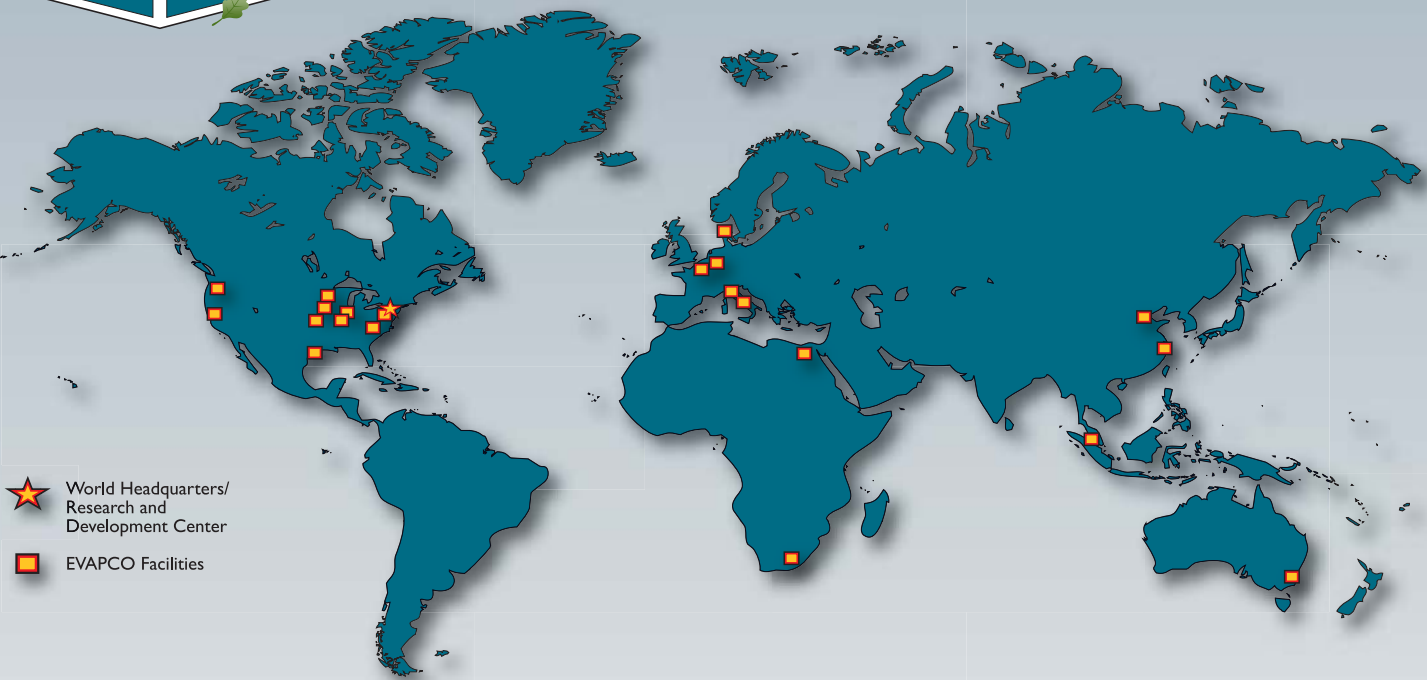 World Headquarters/
Research and
Development Center
EVAPCO Facilities